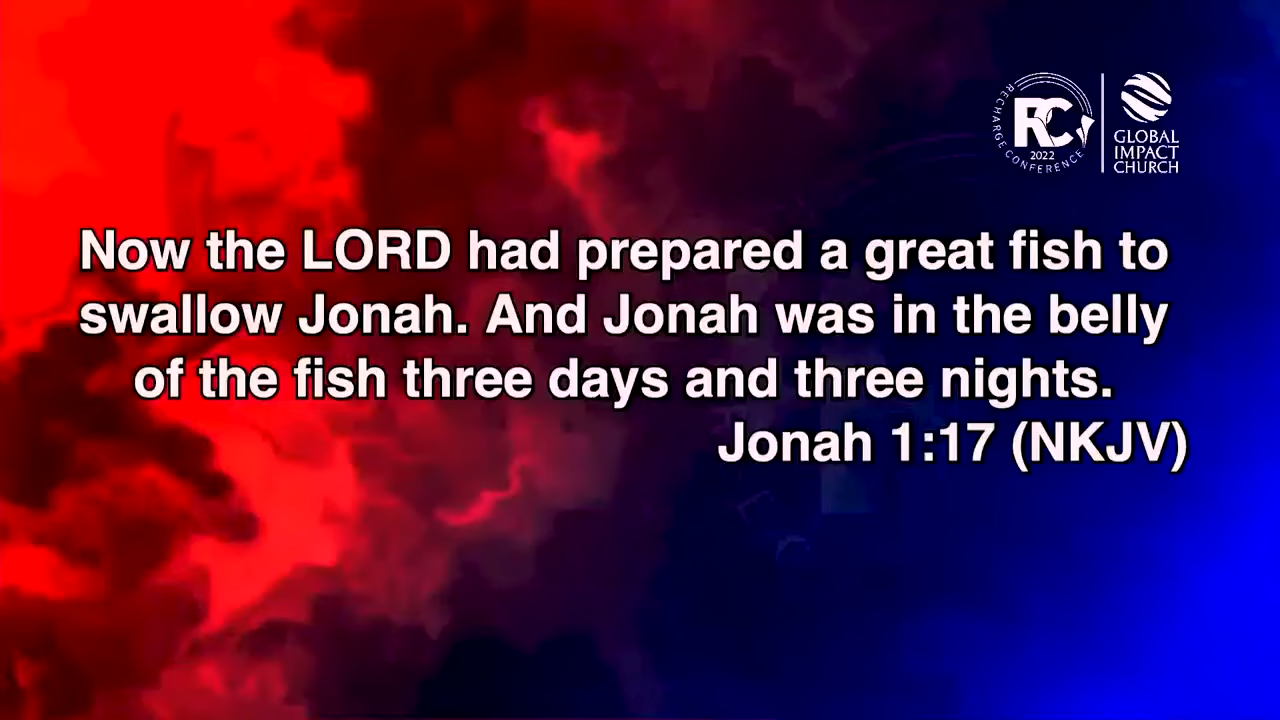 RECHARGE CONFERENCE
RC
2022
GLOBAL
IMPACT
CHURCH
Now the LORD had prepared a great fish to
swallow Jonah. And Jonah was in the belly
of the fish three days and three nights.
Jonah 1:17 (NKJV)